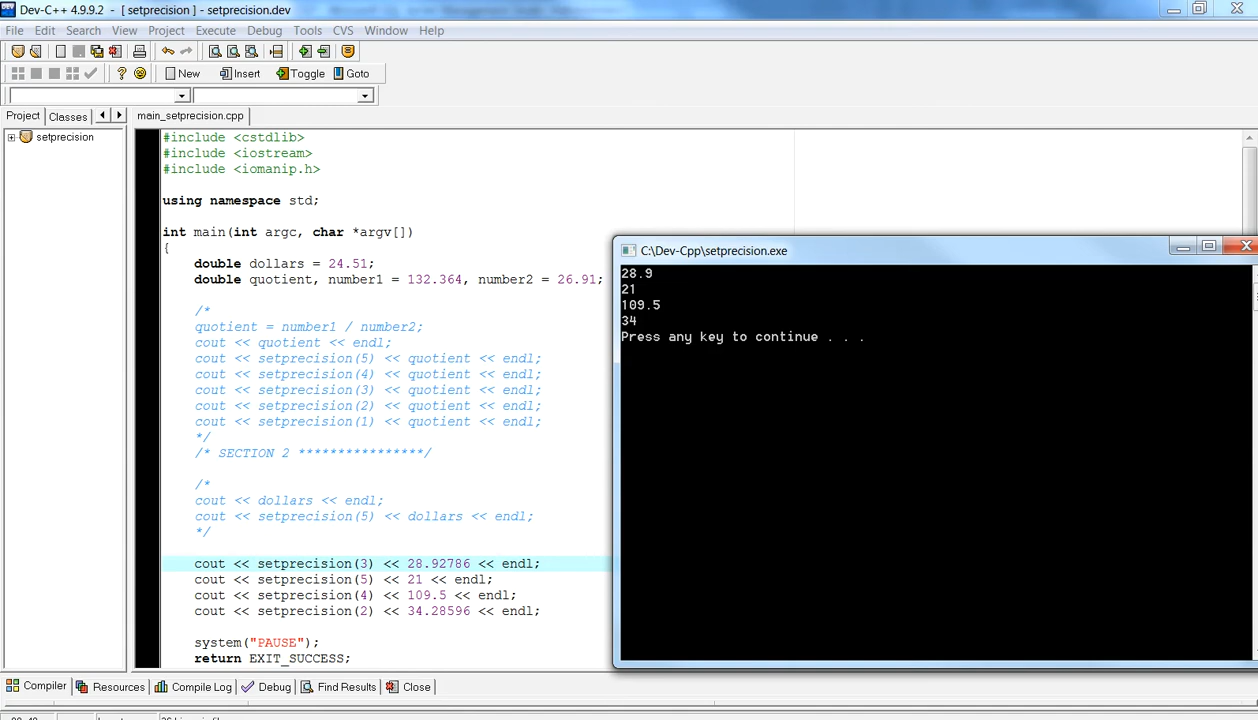 Dev-C++ 4.9.9.2 - [ setprecision ] - setprecision.dev
File Edit Search View Project Execute Debug Tools CVS Window Help
New Insert Toggle Goto
Project Classes main_setprecision.cpp
setprecision
#include <cstdlib>
#include <iostream>
#include <iomanip.h>
using namespace std;
int main(int argc, char *argv[])
{
double dollars = 24.51;
double quotient, number1 = 132.364, number2 = 26.91;
/*
quotient = number1 / number2;
cout << quotient << endl;
cout << setprecision(5) << quotient << endl;
cout << setprecision(4) << quotient << endl;
cout << setprecision(3) << quotient << endl;
cout << setprecision(2) << quotient << endl;
cout << setprecision(1) << quotient << endl;
*/
/* SECTION 2 ****************/
/*
cout << dollars << endl;
cout << setprecision(5) << dollars << endl;
*/
cout << setprecision(3) << 28.92786 << endl;
cout << setprecision(5) << 21 << endl;
cout << setprecision(4) << 109.5 << endl;
cout << setprecision(2) << 34.28596 << endl;
system("PAUSE");
return EXIT_SUCCESS;
C:\Dev-Cpp\setprecision.exe
28.9
21
109.5
34
Press any key to continue . . .
Compiler Resources Compile Log Debug Find Results Close